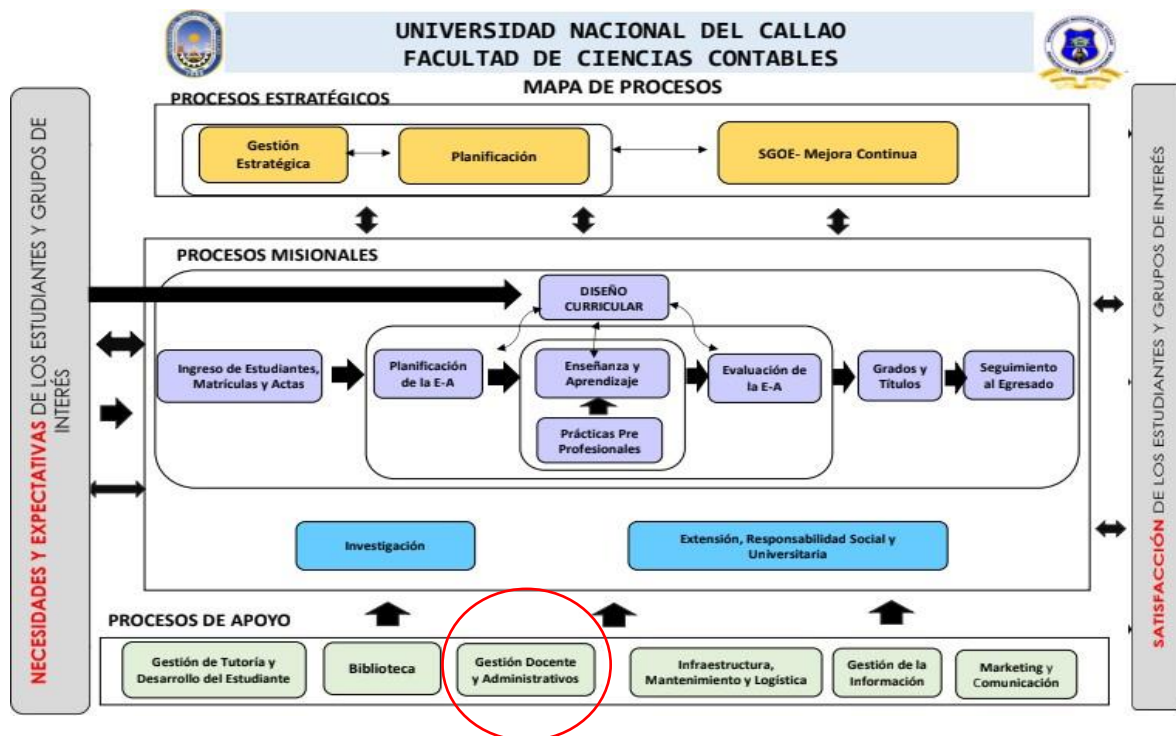 UNIVERSIDAD NACIONAL DEL CALLAO
FACULTAD DE CIENCIAS CONTABLES
MAPA DE PROCESOS
NECESIDADES Y EXPECTATIVAS DE LOS ESTUDIANTES Y GRUPOS DE
INTERÉS
PROCESOS ESTRATÉGICOS
Gestión
Estratégica
Planificación
SGOE- Mejora Continua
PROCESOS MISIONALES
DISEÑO
CURRICULAR
Ingreso de Estudiantes,
Matrículas y Actas
Planificación
de la E-A
Enseñanza y
Aprendizaje
Evaluación de
la E-A
Grados y
Títulos
Seguimiento
al Egresado
Prácticas Pre
Profesionales
Investigación
Extensión, Responsabilidad Social y
Universitaria
PROCESOS DE APOYO
Gestión de Tutoría y
Desarrollo del Estudiante
Biblioteca
Gestión Docente
y Administrativos
Infraestructura,
Mantenimiento y Logística
Gestión de la
Información
Marketing y
Comunicación
SATISFACCIÓN DE LOS ESTUDIANTES Y GRUPOS DE INTERÉS